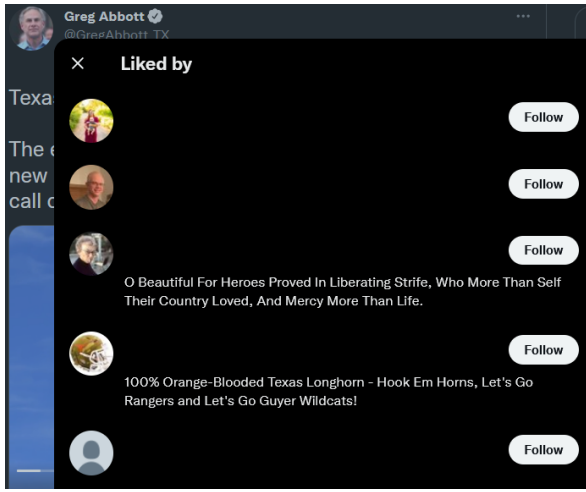 Greg Abbott
@GregAbbott_TX
Liked by
Follow
Follow
Follow
O Beautiful For Heroes Proved In Liberating Strife, Who More Than Self
Their Country Loved, And Mercy More Than Life.
Follow
100% Orange-Blooded Texas Longhorn - Hook Em Horns, Let's Go
Rangers and Let's Go Guyer Wildcats!
Follow
Texa
The
new
call